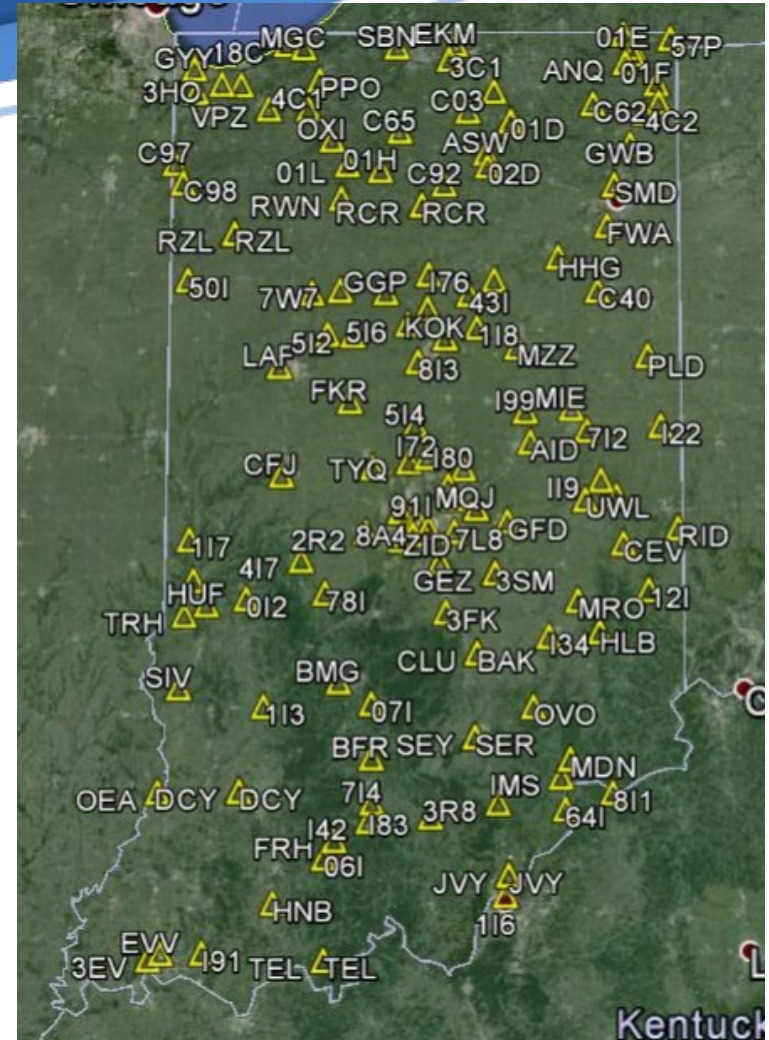 MGC
SBN
EKM
01E
57P
GYY
18C
3C1
ANQ
01F
3HO
PPO
C03
C62
4C2
VPZ
4C1
C65
01D
OXI
ASW
GWB
C97
01H
01L
C92
02D
SMD
C98
RWN
RCR
RCR
FWA
RZL
RZL
HHG
50I
7W7
GGP
I76
43I
C40
5I2
5I6
KOK
1I8
LAF
8I3
MZZ
PLD
FKR
I99
MIE
5I4
7I2
I22
I72
I80
AID
CFJ
TYQ
II9
UWL
91I
MQJ
GFD
1I7
2R2
8A4
ZID
7L8
CEV
RID
4I7
GEZ
3SM
HUF
0I2
78I
12I
TRH
3FK
MRO
I34
HLB
CLU
BAK
SIV
BMG
1I3
07I
OVO
BFR
SEY
SER
MDN
OEA
DCY
DCY
7I4
IMS
8I1
I83
3R8
64I
I42
FRH
06I
JVY
JVY
HNB
1I6
EVV
3EV
I91
TEL
TEL
Kentuck